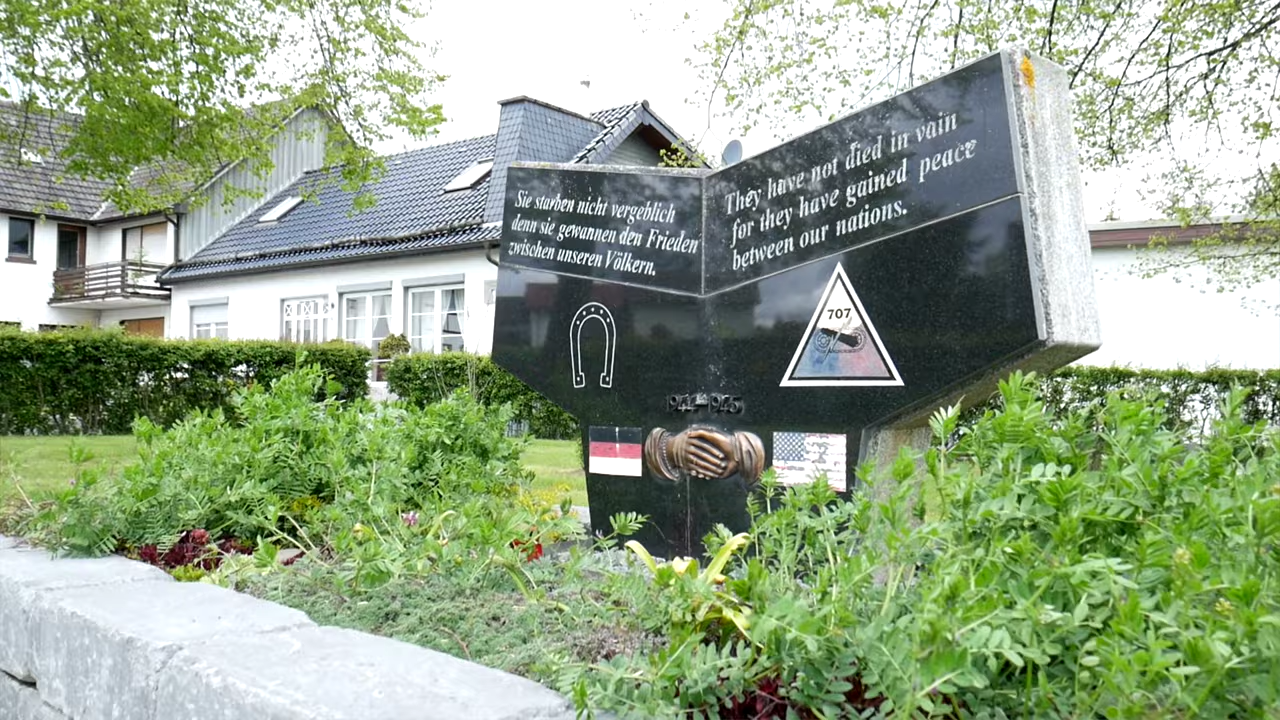 Sie starben nicht vergeblich
denn sie gewannen den Frieden
zwischen unseren Völkern.
They have not died in vain
for they have gained peace
between our nations.
707
1944-1945